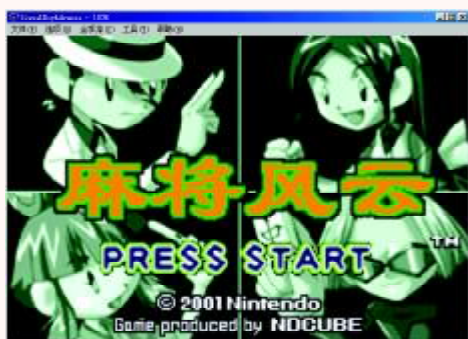 麻将风云
PRESS START
TM
© 2001 Nintendo
Game produced by NDCUBE